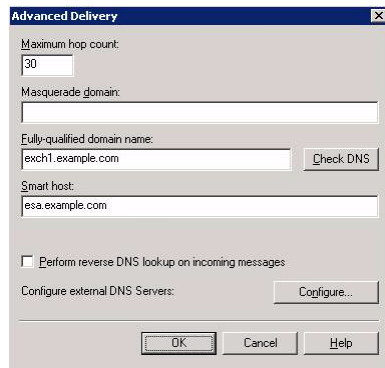 Advanced Delivery
Maximum hop count:
30
Masquerade domain:
Fully-qualified domain name:
exch1.example.com
Check DNS
Smart host:
esa.example.com
Perform reverse DNS lookup on incoming messages
Configure external DNS Servers:
Configure...
OK
Cancel
Help